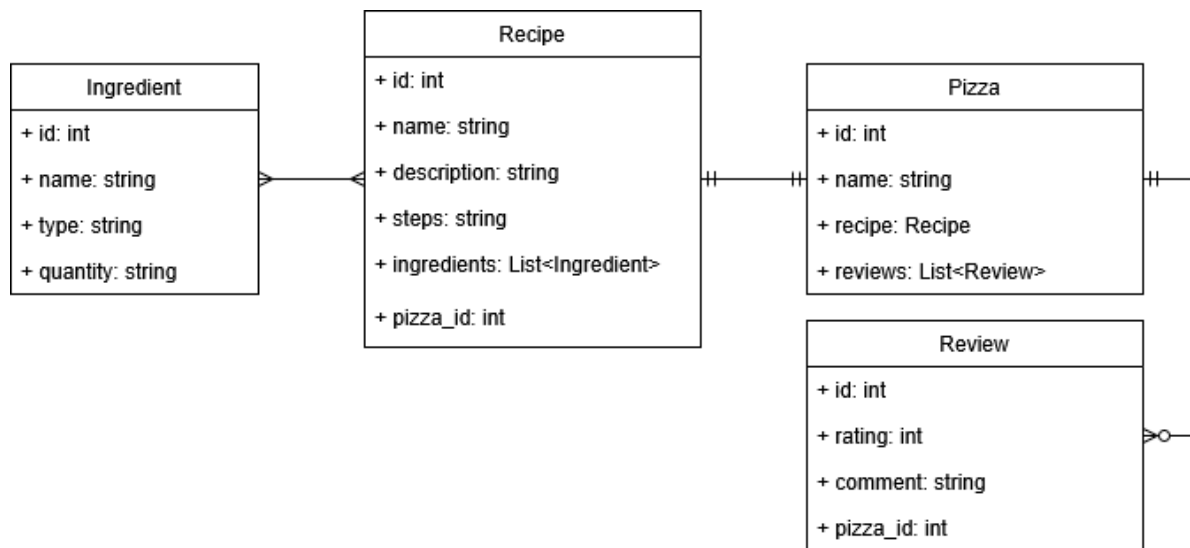 Ingredient
+ id: int
+ name: string
+ type: string
+ quantity: string
Recipe
+ id: int
+ name: string
+ description: string
+ steps: string
+ ingredients: List<Ingredient>
+ pizza_id: int
Pizza
+ id: int
+ name: string
+ recipe: Recipe
+ reviews: List<Review>
Review
+ id: int
+ rating: int
+ comment: string
+ pizza_id: int